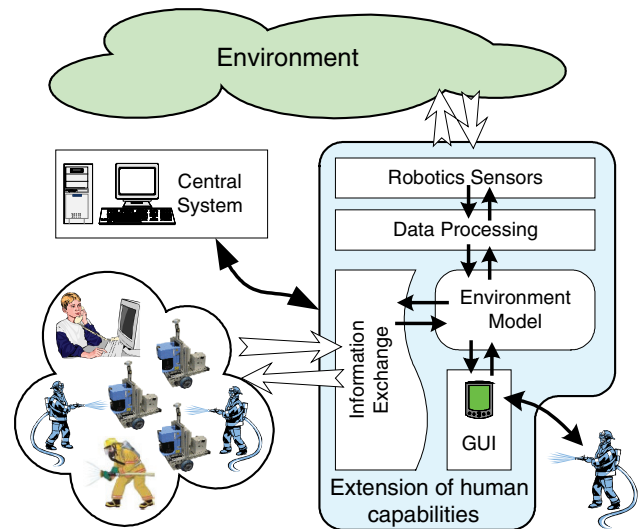 Environment
Central
System
Robotics Sensors
Data Processing
Environment
Model
Information
Exchange
GUI
Extension of human
capabilities